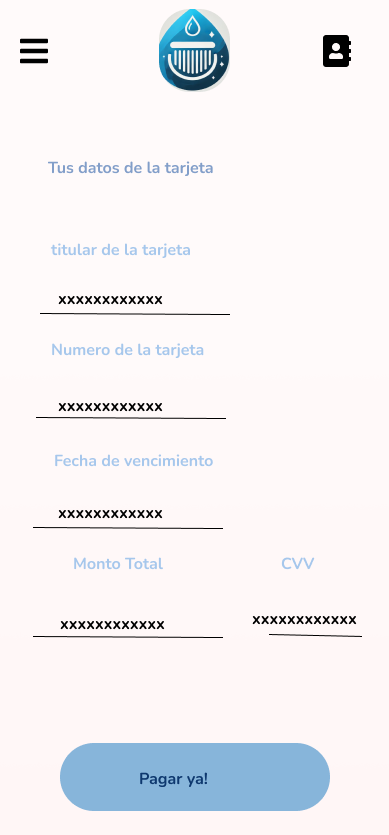 Tus datos de la tarjeta
titular de la tarjeta
xxxxxxxxxxxx
Numero de la tarjeta
xxxxxxxxxxxx
Fecha de vencimiento
xxxxxxxxxxxx
Monto Total CVV
xxxxxxxxxxxx xxxxxxxxxxxx
Pagar ya!